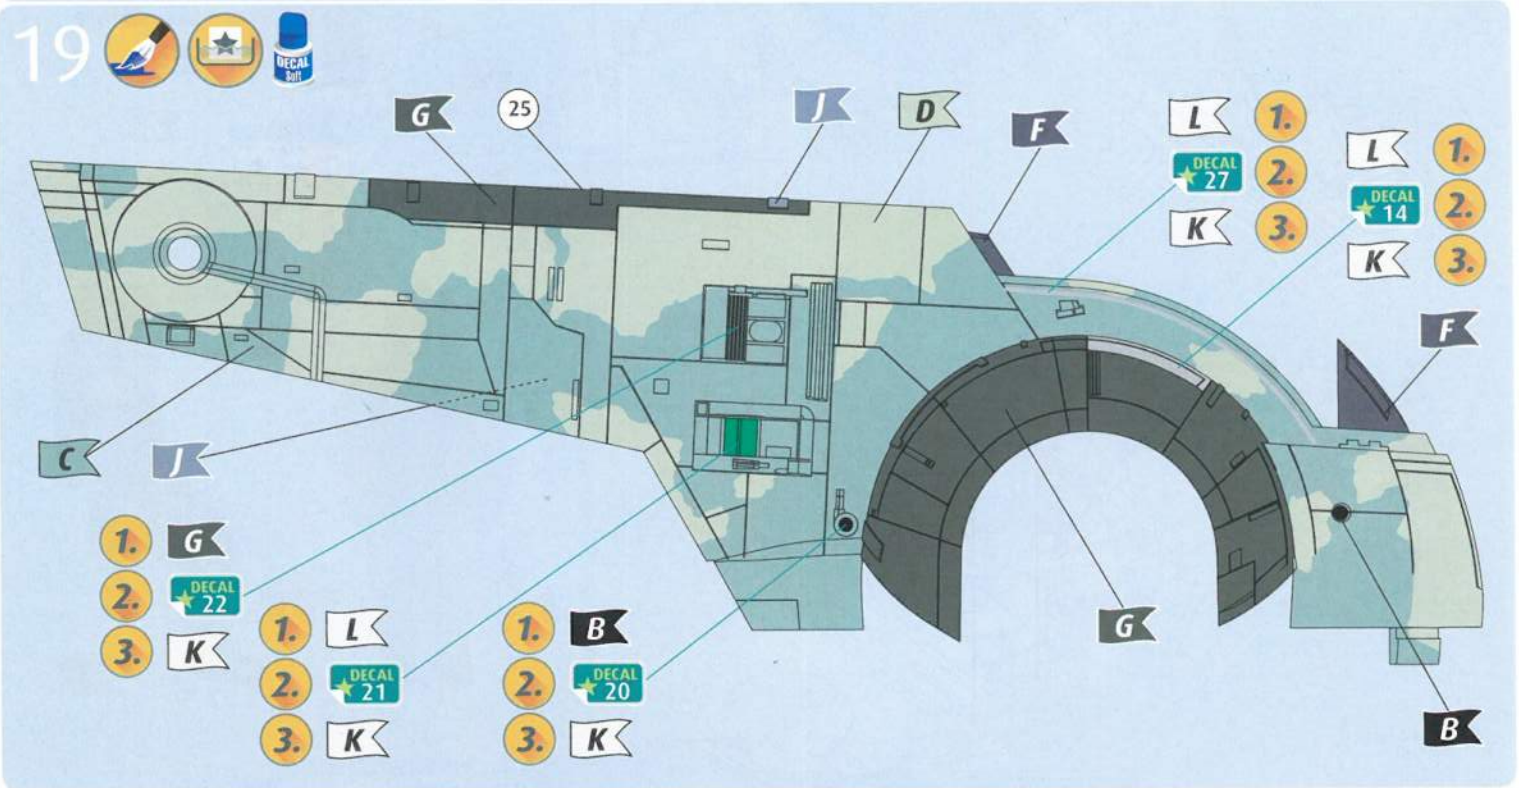 19
DECAL
Soft
G
25
J
D
F
L 1.
DECAL
27 2.
K 3.
L 1.
DECAL
14 2.
K 3.
F
C
J
1. G
2. DECAL
22
3. K
1. L
2. DECAL
21
3. K
1. B
2. DECAL
20
3. K
G
B